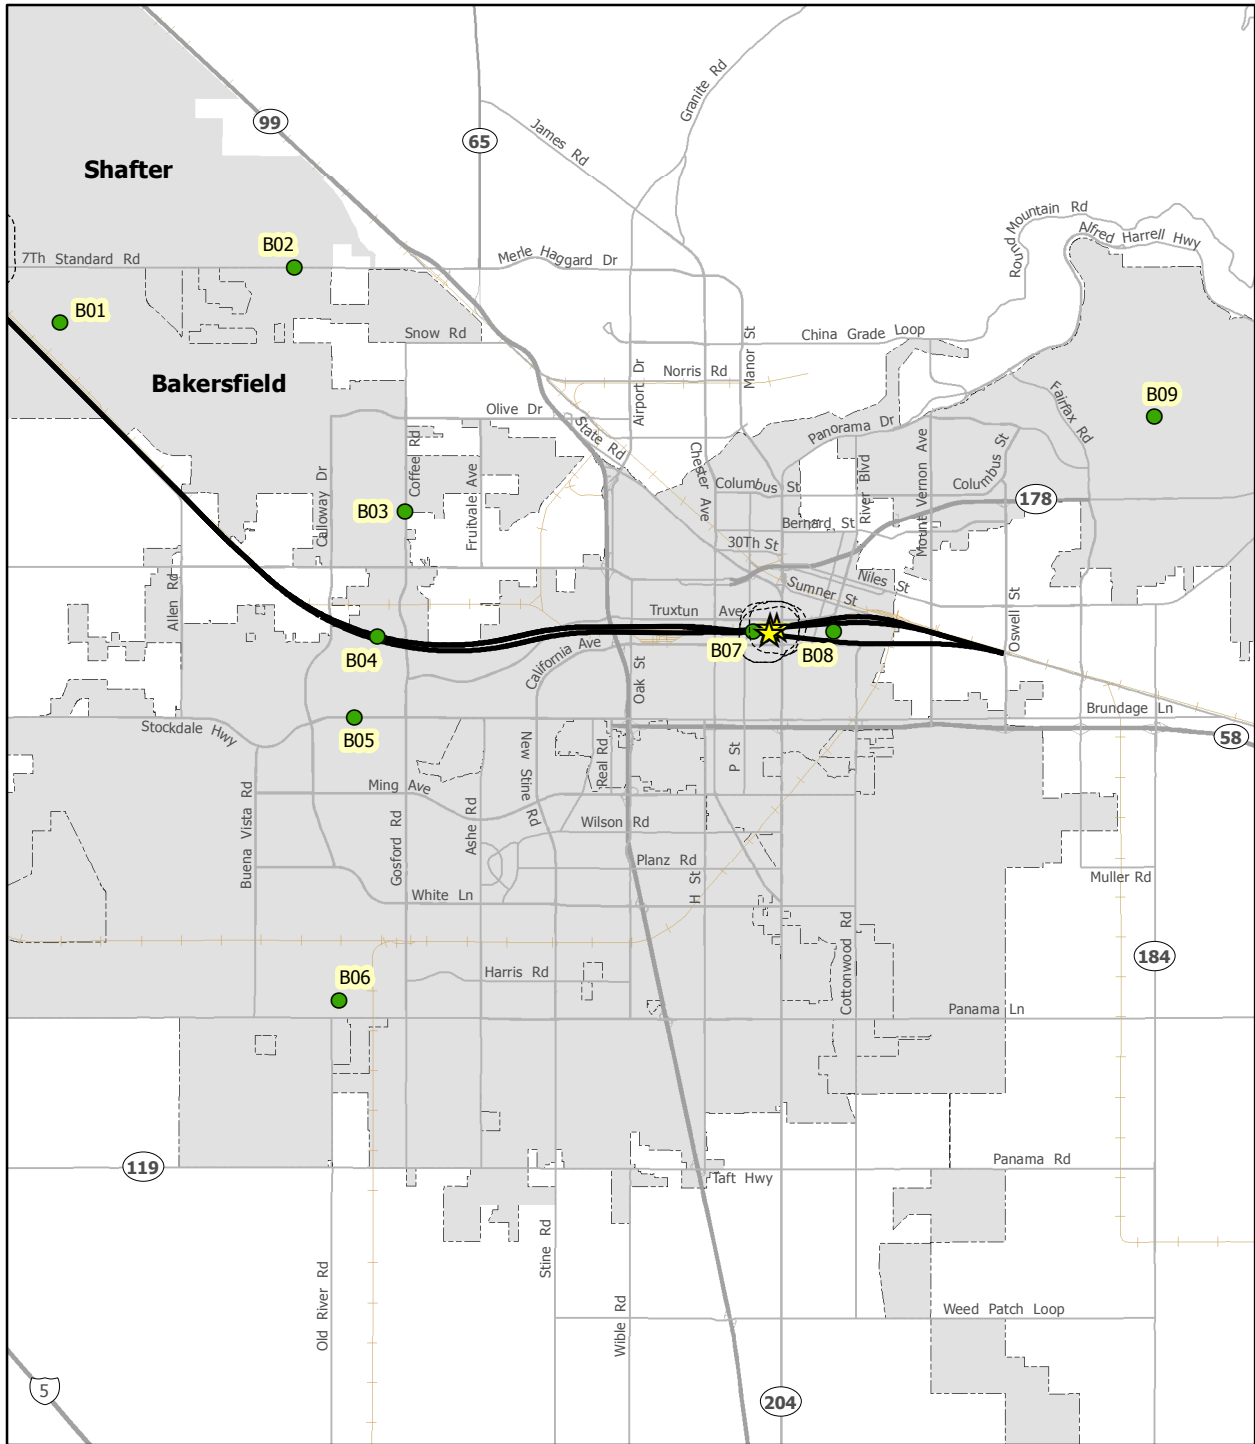 Granite Rd
99
James Rd
65
Shafter
Round Mountain Rd
Alfred Harrell Hwy
B02
7Th Standard Rd
Merle Haggard Dr
B01
Snow Rd
China Grade Loop
Manor St
Norris Rd
Airport Dr
Bakersfield
B09
Olive Dr
Fairfax Rd
State Rd
Panorama Dr
Coffee Rd
Chester Ave
River Blvd
Mount Vernon Ave
Columbus St
Columbus St
Calloway Dr
Fruitvale Ave
178
B03
Bernard St
30Th St
Niles St
Sumner St
Allen Rd
Truxtun Ave
Oswell St
B04
California Ave
B07
B08
Oak St
Brundage Ln
Stockdale Hwy
B05
58
New Stine Rd
Real Rd
P St
Ming Ave
Buena Vista Rd
Gosford Rd
Ashe Rd
Wilson Rd
Planz Rd
H St
Muller Rd
White Ln
Cottonwood Rd
184
B06
Harris Rd
Panama Ln
119
Panama Rd
Taft Hwy
Stine Rd
Old River Rd
Wible Rd
Weed Patch Loop
5
204